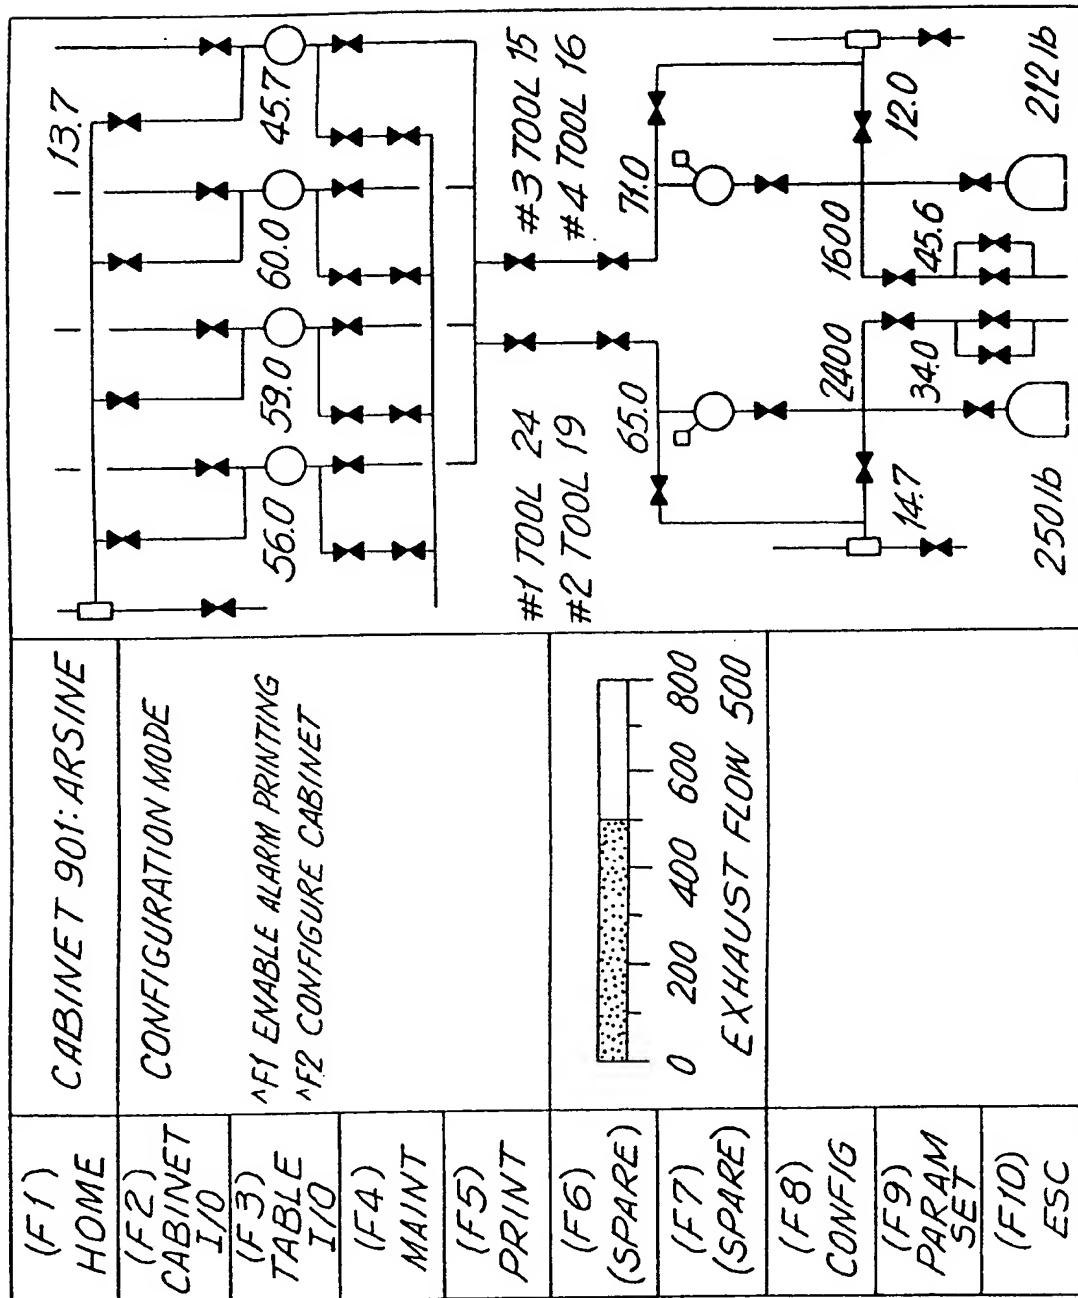 (F1)
HOME
(F2)
CABINET
I/O
(F3)
TABLE
I/O
(F4)
MAINT
(F5)
PRINT
(F6)
(SPARE)
(F7)
(SPARE)
(F8)
CONFIG
(F9)
PARAM
SET
(F10)
ESC
CABINET 901: ARSINE
CONFIGURATION MODE
^F1 ENABLE ALARM PRINTING
^F2 CONFIGURE CABINET
0 200 400 600 800
EXHAUST FLOW 500
13.7
56.0 59.0 60.0 45.7
#1 TOOL 24
#2 TOOL 19
#3 TOOL 15
#4 TOOL 16
65.0 71.0
2400 1600
14.7 12.0
34.0 45.6
250 lb 212 lb